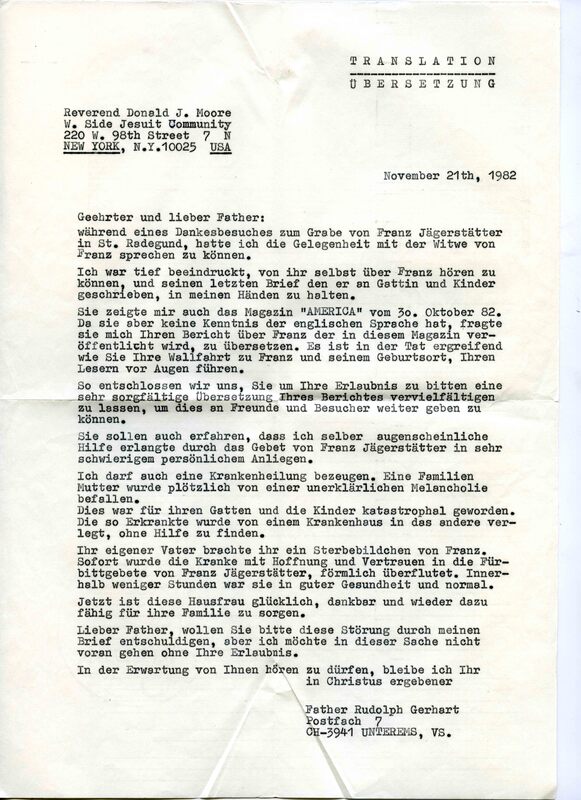 TRANSLATION
ÜBERSETZUNG
Reverend Donald J. Moore
W. Side Jesuit Community
220 W. 98th Street 7 N
NEW YORK, N.Y.10025 USA
November 21th, 1982
Geehrter und lieber Father:
während eines Dankesbesuches zum Grabe von Franz Jägerstätter
in St. Radegund, hatte ich die Gelegenheit mit der Witwe von
Franz sprechen zu können.
Ich war tief beeindruckt, von ihr selbst über Franz hören zu
können, und seinen letzten Brief den er an Gattin und Kinder
geschrieben, in meinen Händen zu halten.
Sie zeigte mir auch das Magazin "AMERICA" vom 30. Oktober 82.
Da sie aber keine Kenntnis der englischen Sprache hat, fragte
sie mich Ihren Bericht über Franz der in diesem Magazin ver-
öffentlicht wird, zu übersetzen. Es ist in der Tat ergreifend
wie Sie Ihre Wallfahrt zu Franz und seinem Geburtsort, Ihren
Lesern vor Augen führen.
So entschlossen wir uns, Sie um Ihre Erlaubnis zu bitten eine
sehr sorgfältige Übersetzung Ihres Berichtes vervielfältigen
zu lassen, um dies an Freunde und Besucher weiter geben zu
können.
Sie sollen auch erfahren, dass ich selber augenscheinliche
Hilfe erlangte durch das Gebet von Franz Jägerstätter in sehr
schwierigem persönlichem Anliegen.
Ich darf auch eine Krankenheilung bezeugen. Eine Familien
Mutter wurde plötzlich von einer unerklärlichen Melancholie
befallen.
Dies war für ihren Gatten und die Kinder katastrophal geworden.
Die so Erkrankte wurde von einem Krankenhaus in das andere ver-
legt, ohne Hilfe zu finden.
Ihr eigener Vater brachte ihr ein Sterbebildchen von Franz.
Sofort wurde die Kranke mit Hoffnung und Vertrauen in die Für-
bittgebete von Franz Jägerstätter, förmlich überflutet. Inner-
halb weniger Stunden war sie in guter Gesundheit und normal.
Jetzt ist diese Hausfrau glücklich, dankbar und wieder dazu
fähig für ihre Familie zu sorgen.
Lieber Father, wollen Sie bitte diese Störung durch meinen
Brief entschuldigen, aber ich möchte in dieser Sache nicht
voran gehen ohne Ihre Erlaubnis.
In der Erwartung von Ihnen hören zu dürfen, bleibe ich Ihr
in Christus ergebener
Father Rudolph Gerhart
Postfach 7
CH-3941 UNTEREMS, VS.